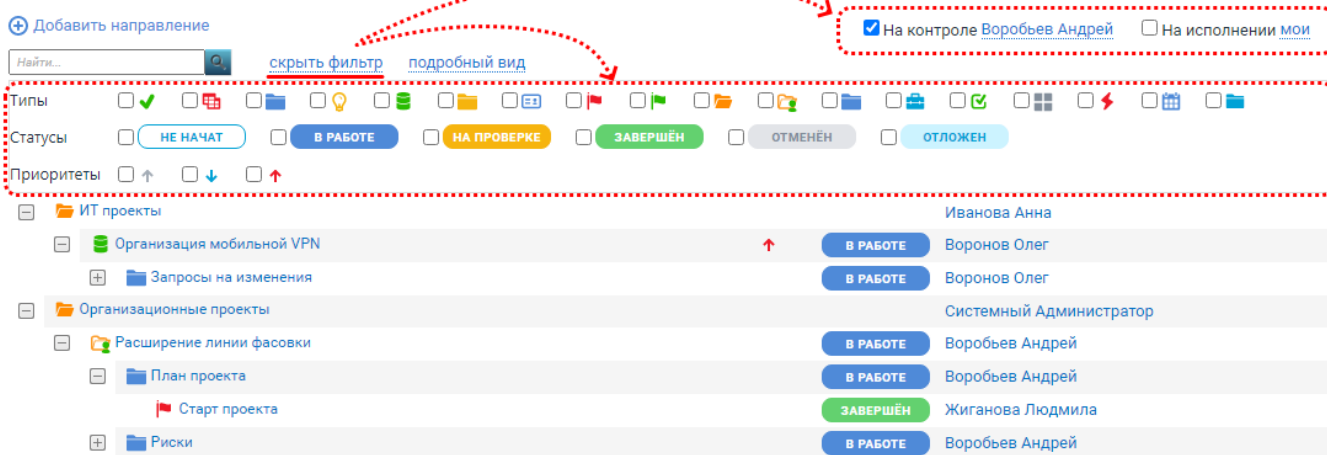 Добавить направление
На контроле Воробьев Андрей На исполнении мои
Найти... скрыть фильтр подробный вид
Типы
Статусы НЕ НАЧАТ В РАБОТЕ НА ПРОВЕРКЕ ЗАВЕРШЁН ОТМЕНЁН ОТЛОЖЕН
Приоритеты
ИТ проекты Иванова Анна
Организация мобильной VPN В РАБОТЕ Воронов Олег
Запросы на изменения В РАБОТЕ Воронов Олег
Организационные проекты Системный Администратор
Расширение линии фасовки В РАБОТЕ Воробьев Андрей
План проекта В РАБОТЕ Воробьев Андрей
Старт проекта ЗАВЕРШЁН Жиганова Людмила
Риски В РАБОТЕ Воробьев Андрей